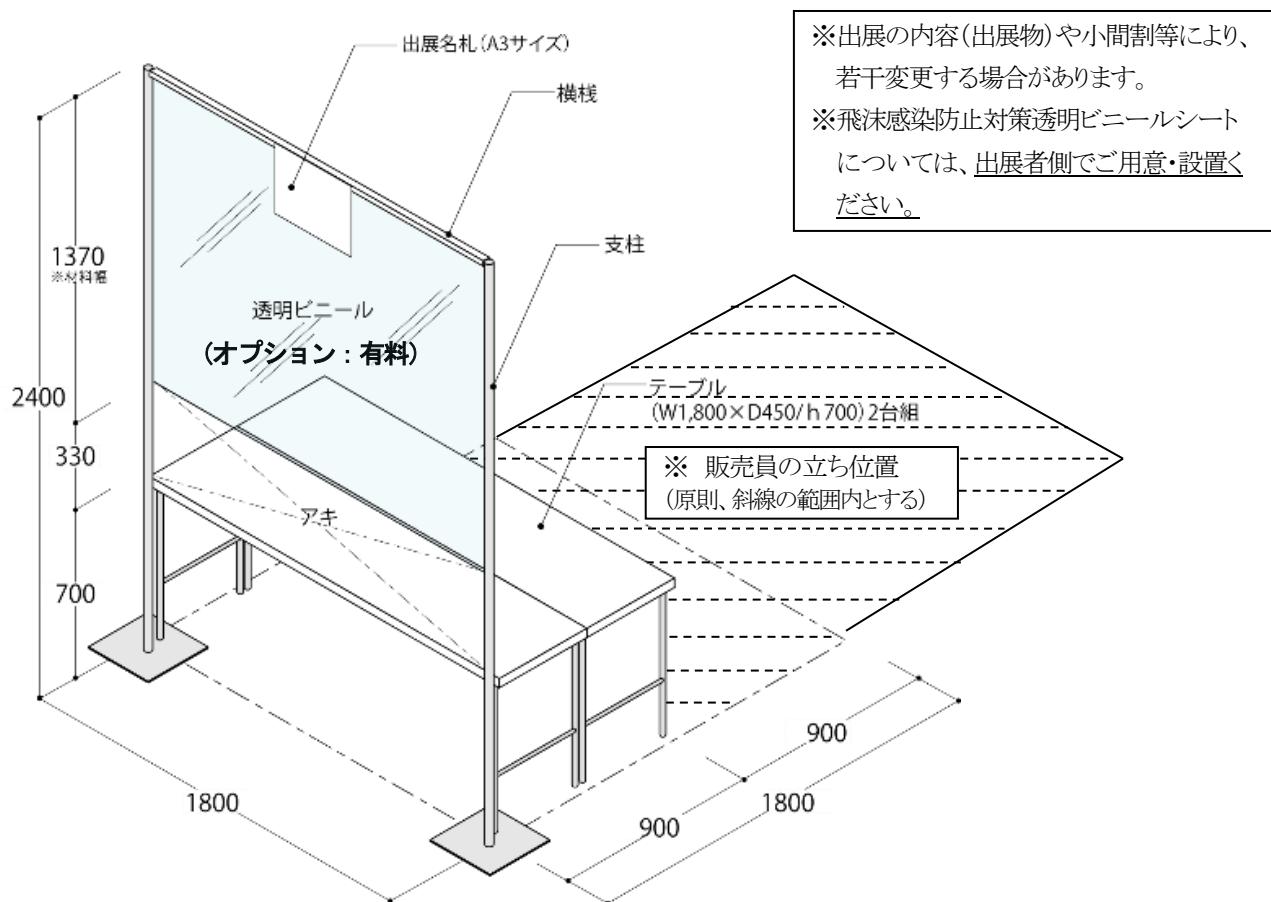 出展名札(A3サイズ)
横桟
※出展の内容(出展物)や小間割等により、
若干変更する場合があります。
※飛沫感染防止対策透明ビニールシート
については、出展者側でご用意・設置く
ださい。
支柱
1370
※材料幅
透明ビニール
(オプション:有料)
2400
テーブル
(W1,800×D450/h700)2台組
330
※ 販売員の立ち位置
(原則、斜線の範囲内とする)
アキ
700
900
1800
1800
900